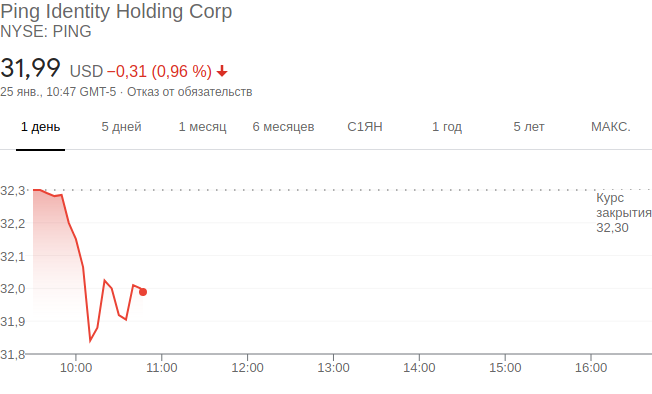 Ping Identity Holding Corp
NYSE: PING
31,99 USD −0,31 (0,96 %)
25 янв., 10:47 GMT-5 · Отказ от обязательств
1 день 5 дней 1 месяц 6 месяцев С1ЯН 1 год 5 лет МАКС.
32,3
Курс
закрытия
32,30
32,2
32,1
32,0
31,9
31,8
10:00 11:00 12:00 13:00 14:00 15:00 16:00